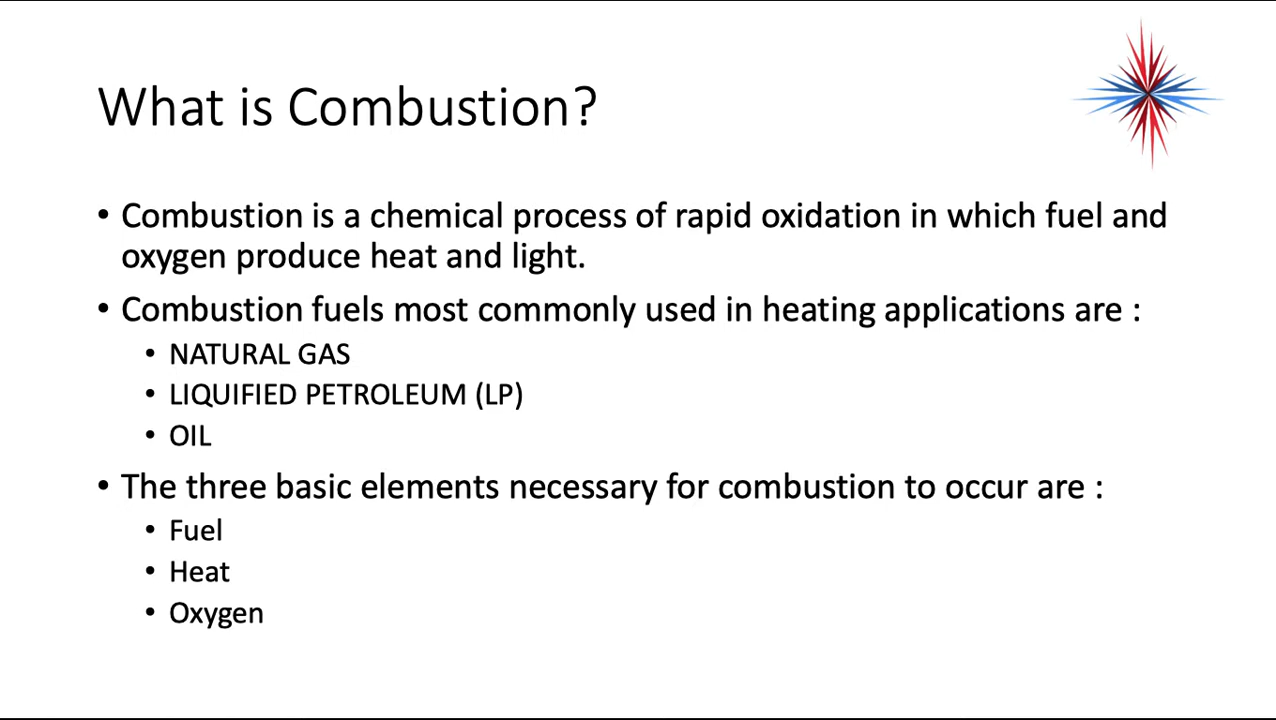 What is Combustion?
• Combustion is a chemical process of rapid oxidation in which fuel and
oxygen produce heat and light.
• Combustion fuels most commonly used in heating applications are :
• NATURAL GAS
• LIQUIFIED PETROLEUM (LP)
• OIL
• The three basic elements necessary for combustion to occur are :
• Fuel
• Heat
• Oxygen